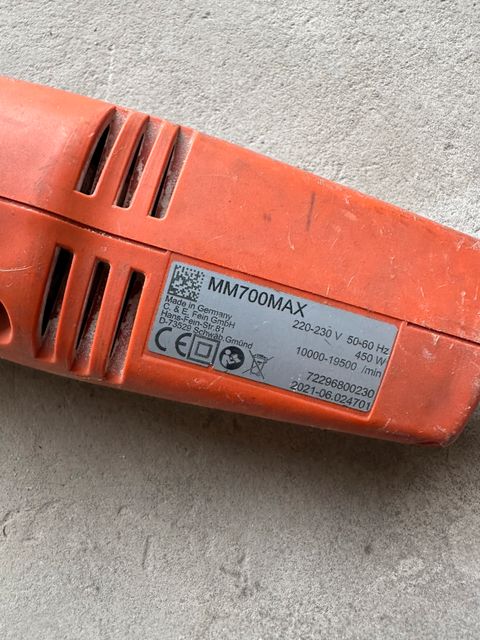 MM700MAX
Made in Germany
C. & E. Fein GmbH
Hans-Fein-Str.81
D-73529 Schwäb Gmünd
220-230 V 50-60 Hz
450 W
10000-19500 /min
CE
72296800230
2021-06.024701